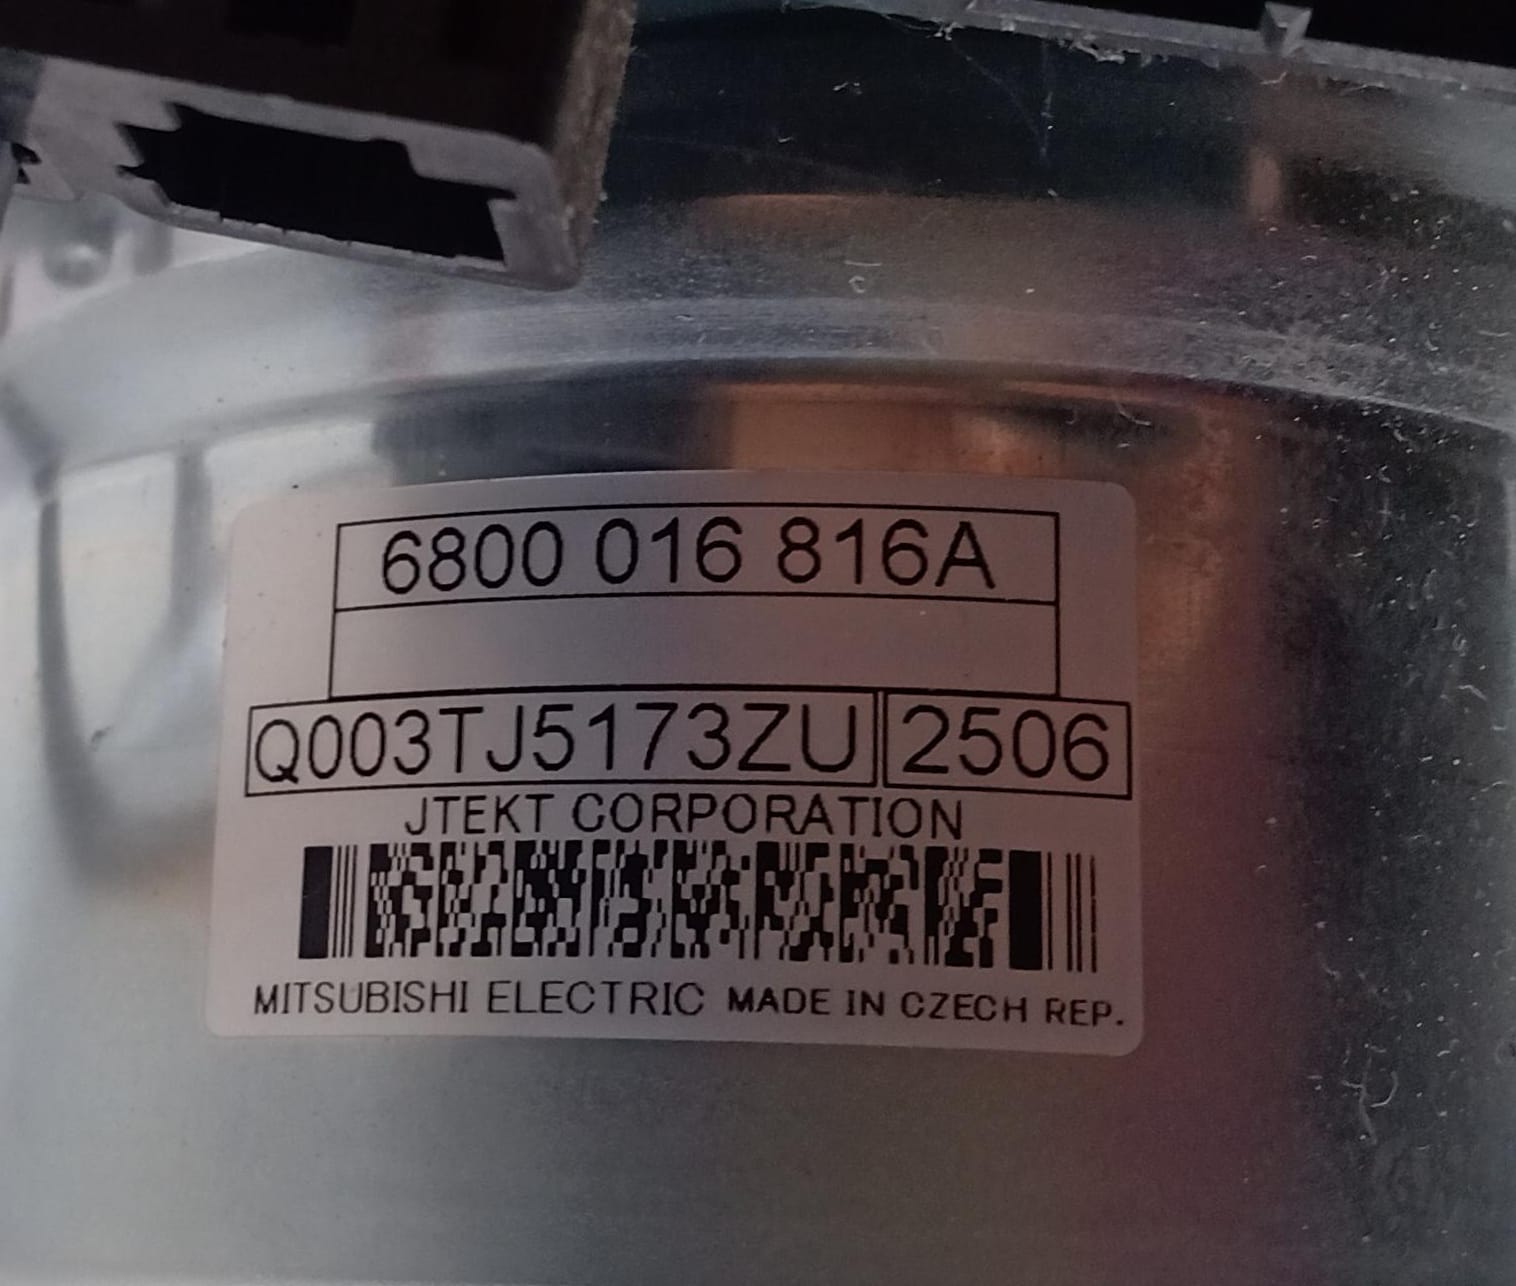 6800 016 816A
Q003TJ5173ZU 2506
JTEKT CORPORATION
MITSUBISHI ELECTRIC MADE IN CZECH REP.